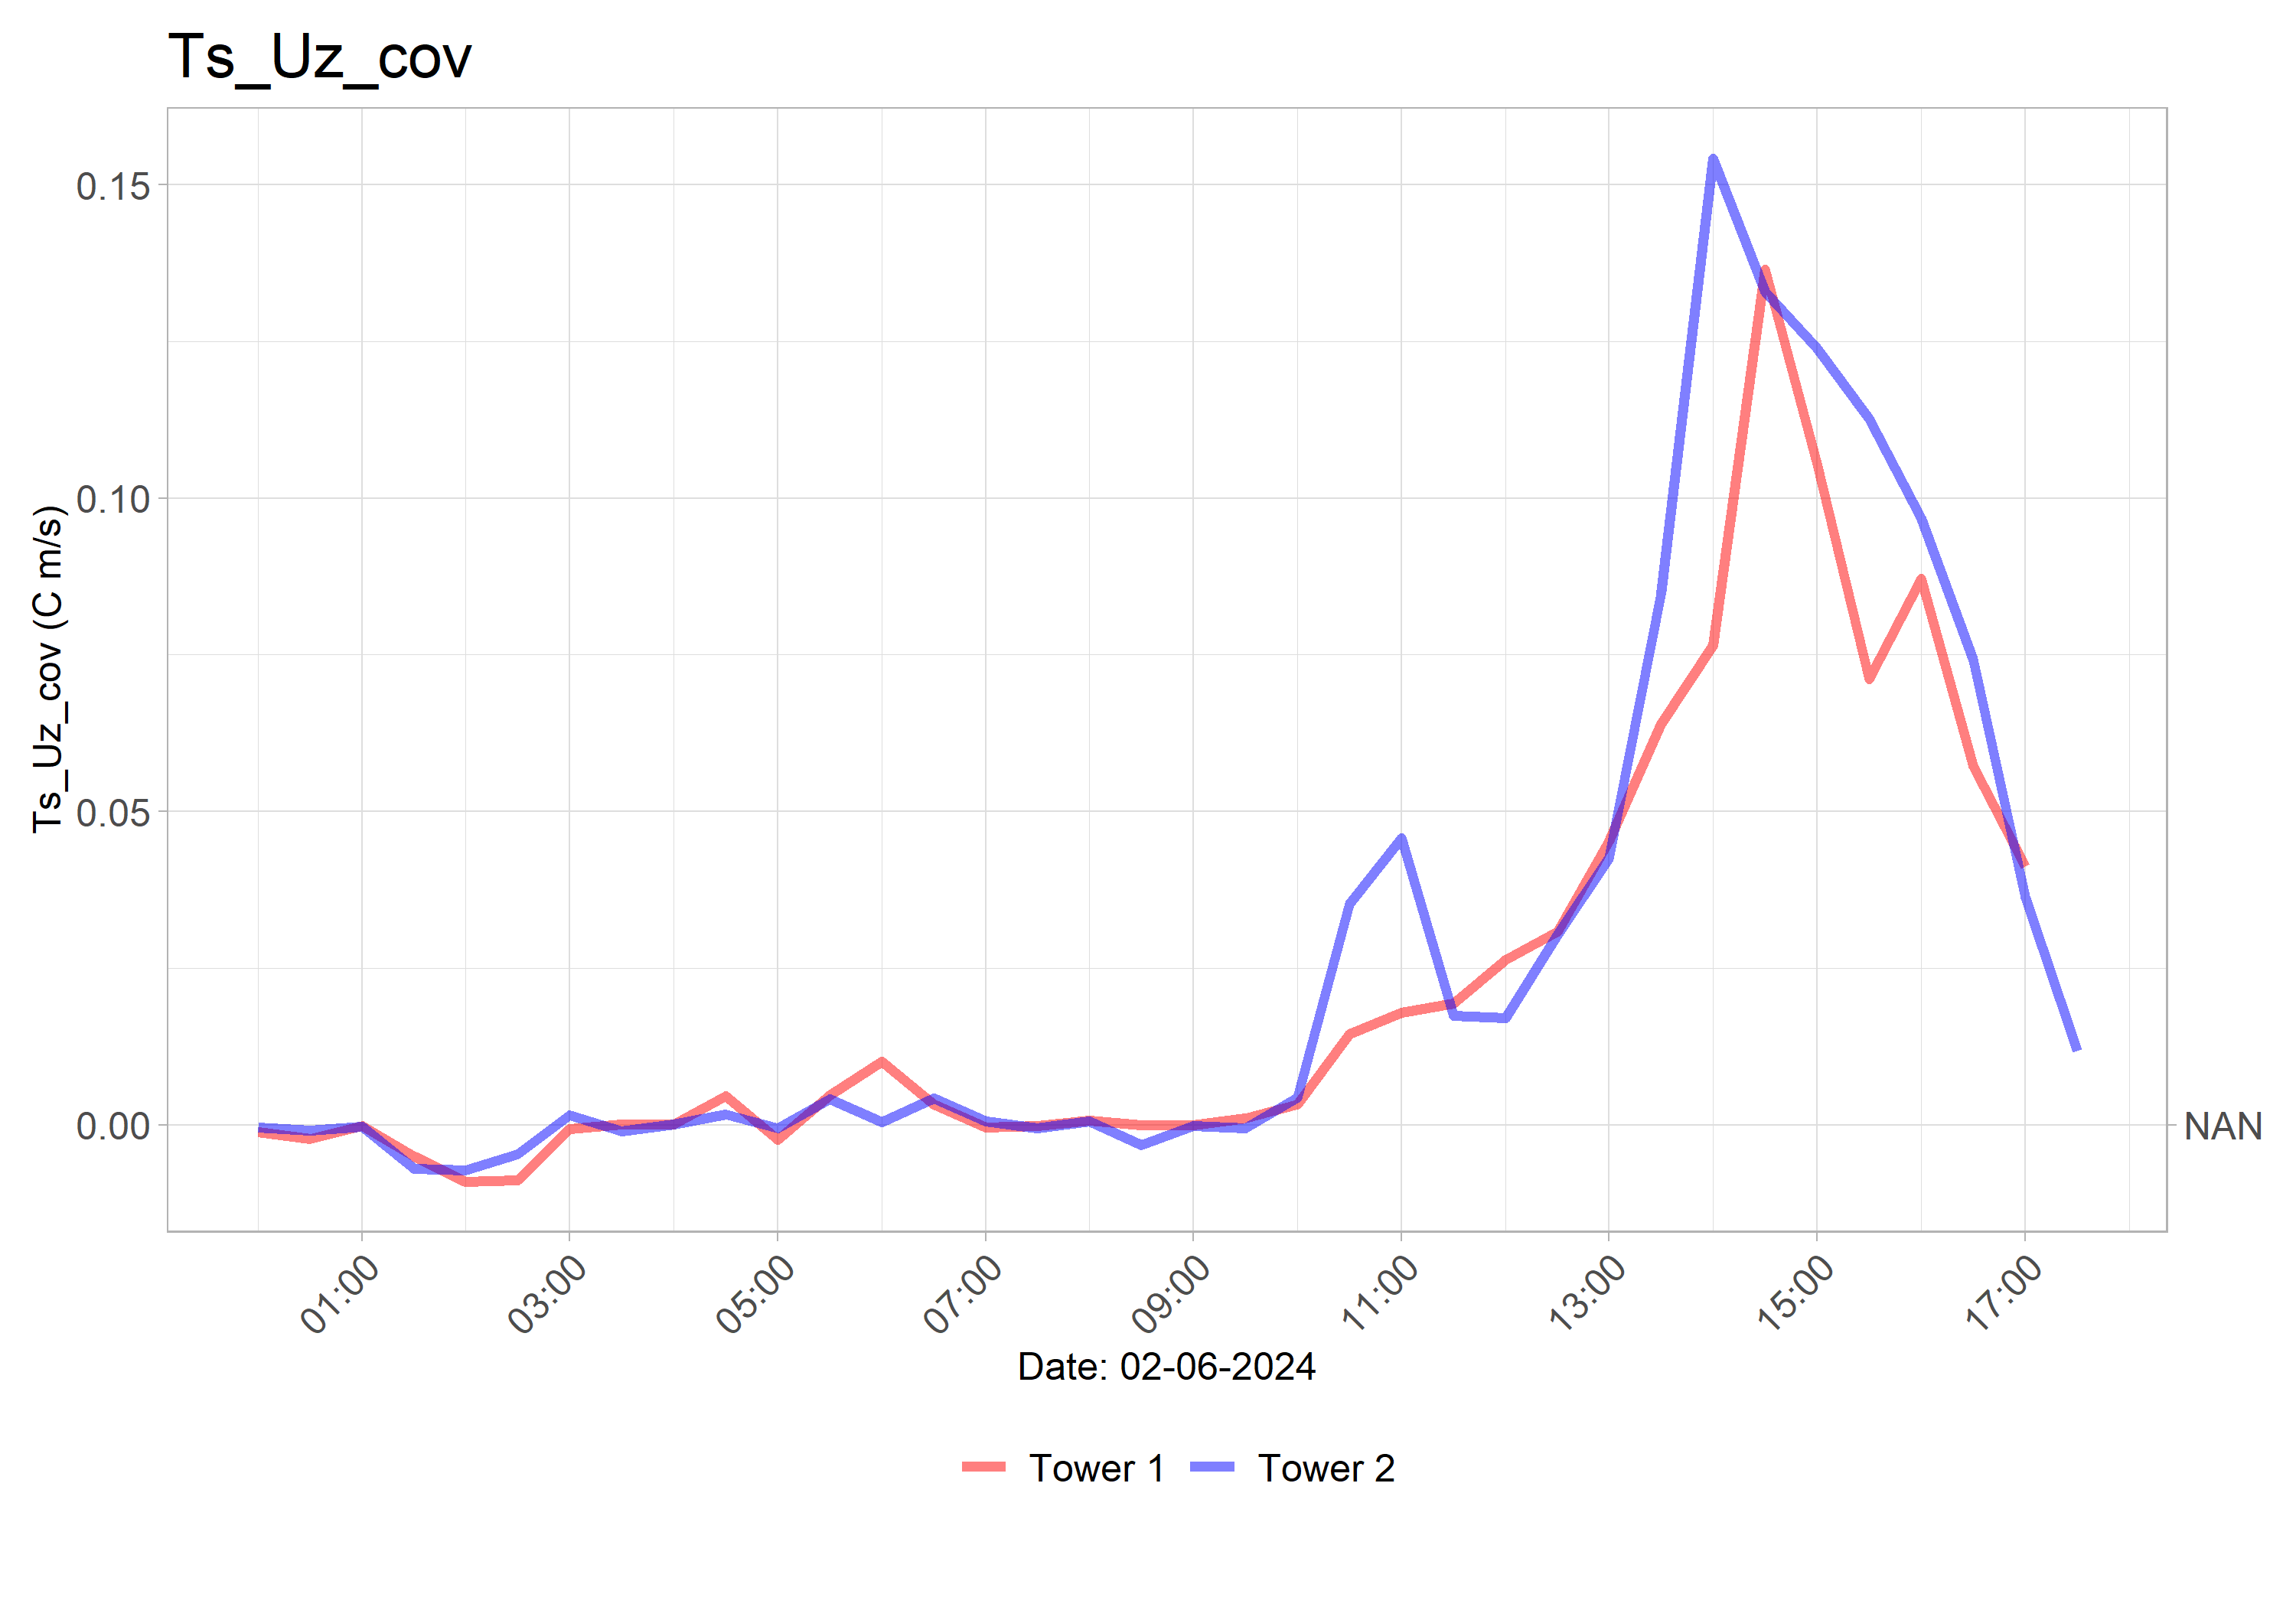 Ts_Uz_cov
Ts_Uz_cov (C m/s)
0.15
0.10
0.05
0.00
NAN
01:00
03:00
05:00
07:00
09:00
11:00
13:00
15:00
17:00
Date: 02-06-2024
Tower 1
Tower 2